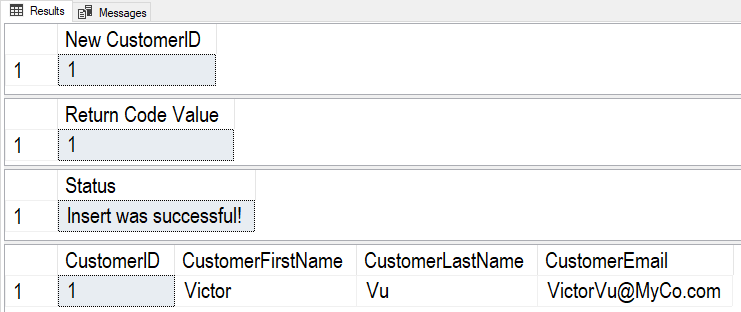 Results Messages
New CustomerID
1 1
Return Code Value
1 1
Status
1 Insert was successful!
CustomerID CustomerFirstName CustomerLastName CustomerEmail
1 1 Victor Vu VictorVu@MyCo.com